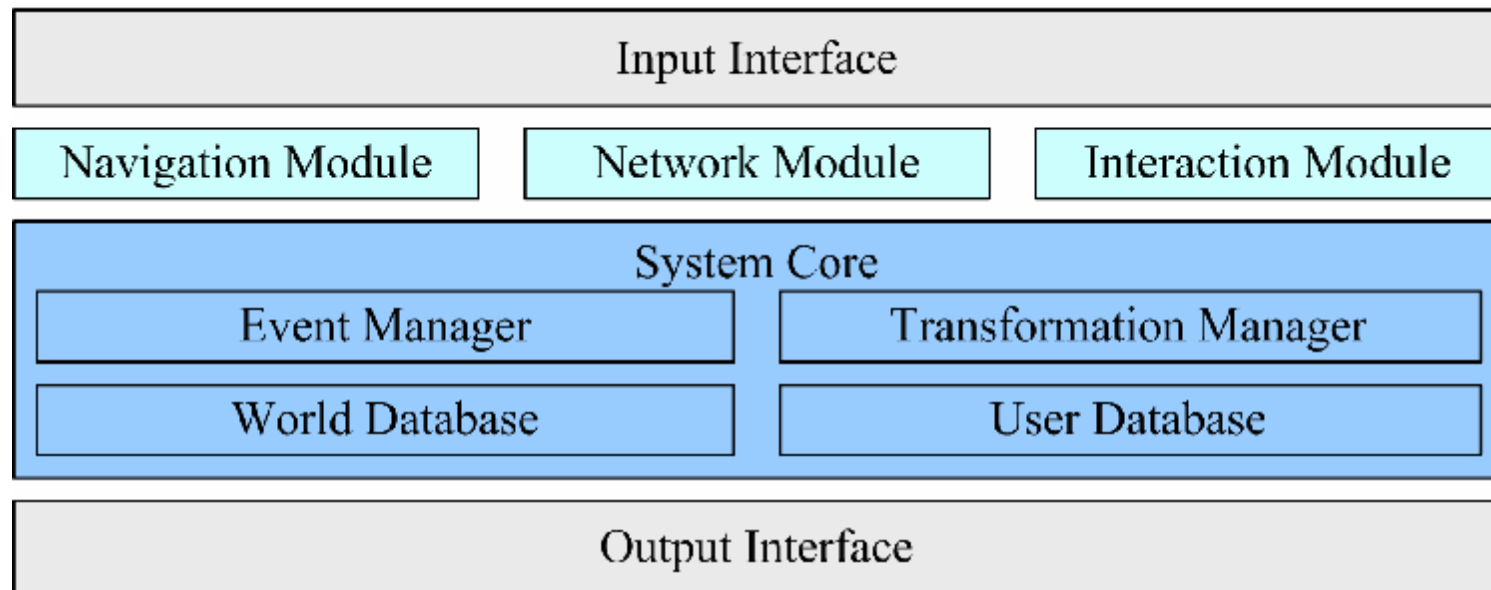 Input Interface
Navigation Module
Network Module
Interaction Module
System Core
Event Manager
Transformation Manager
World Database
User Database
Output Interface